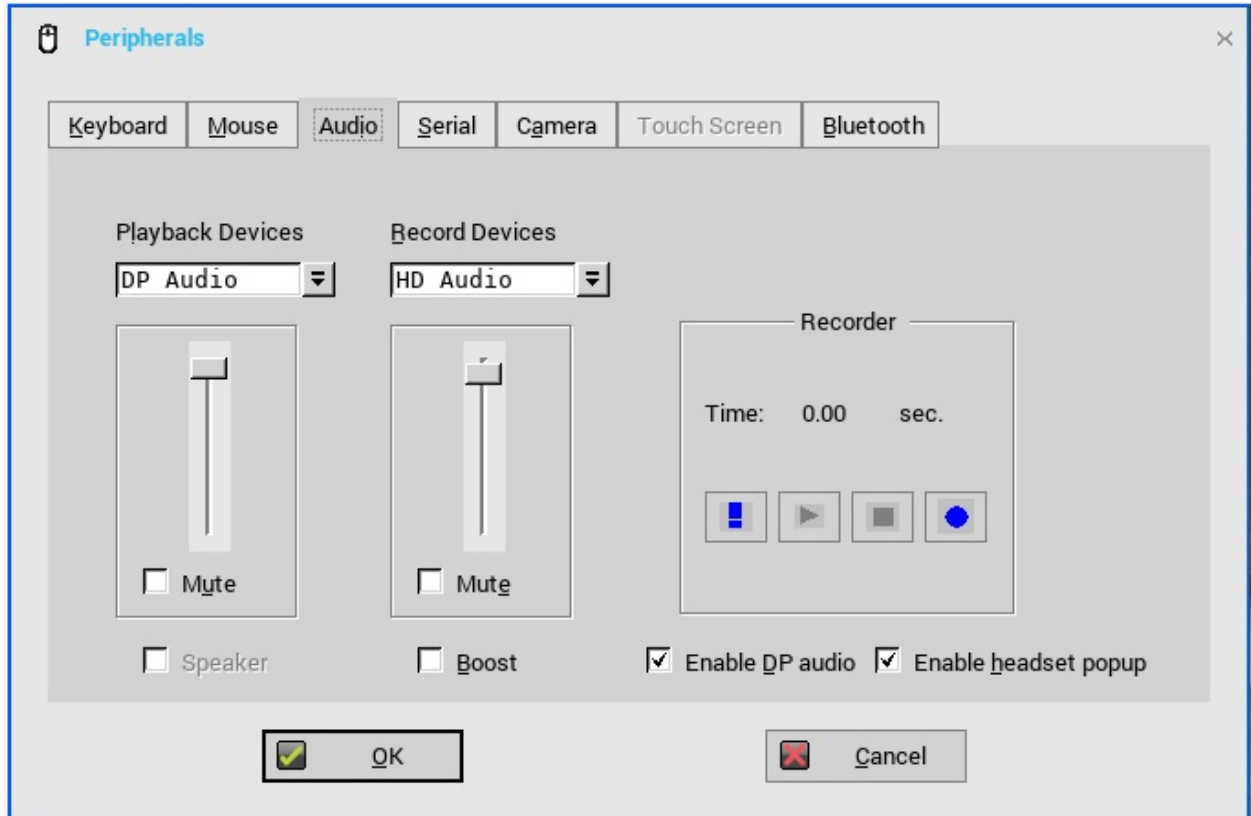 Peripherals
Keyboard Mouse Audio Serial Camera Touch Screen Bluetooth
Playback Devices Record Devices
DP Audio HD Audio
Recorder
Time: 0.00 sec.
Mute Mute
Speaker Boost Enable DP audio Enable headset popup
OK Cancel